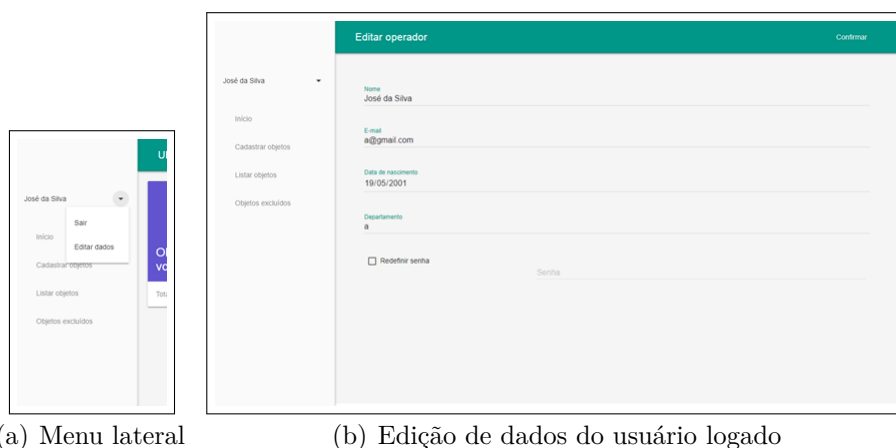 José da Silva
Sair
Editar dados
Início
Cadastrar objetos
Listar objetos
Objetos excluídos
(a) Menu lateral
Editar operador
Confirmar
José da Silva
Início
Cadastrar objetos
Listar objetos
Objetos excluídos
Nome
José da Silva
E-mail
a@gmail.com
Data de nascimento
19/05/2001
Departamento
a
Redefinir senha
Senha
(b) Edição de dados do usuário logado